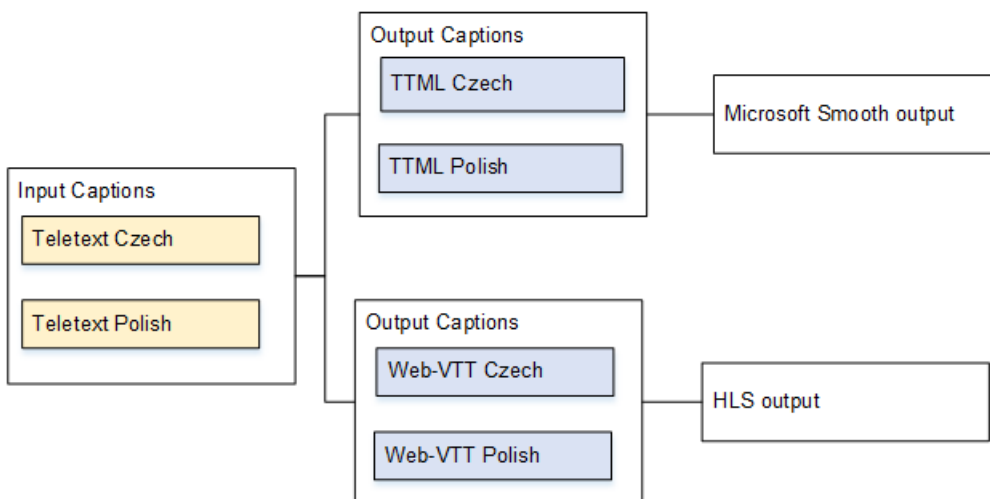 Output Captions
TTML Czech
TTML Polish
Microsoft Smooth output
Input Captions
Teletext Czech
Teletext Polish
Output Captions
Web-VTT Czech
Web-VTT Polish
HLS output